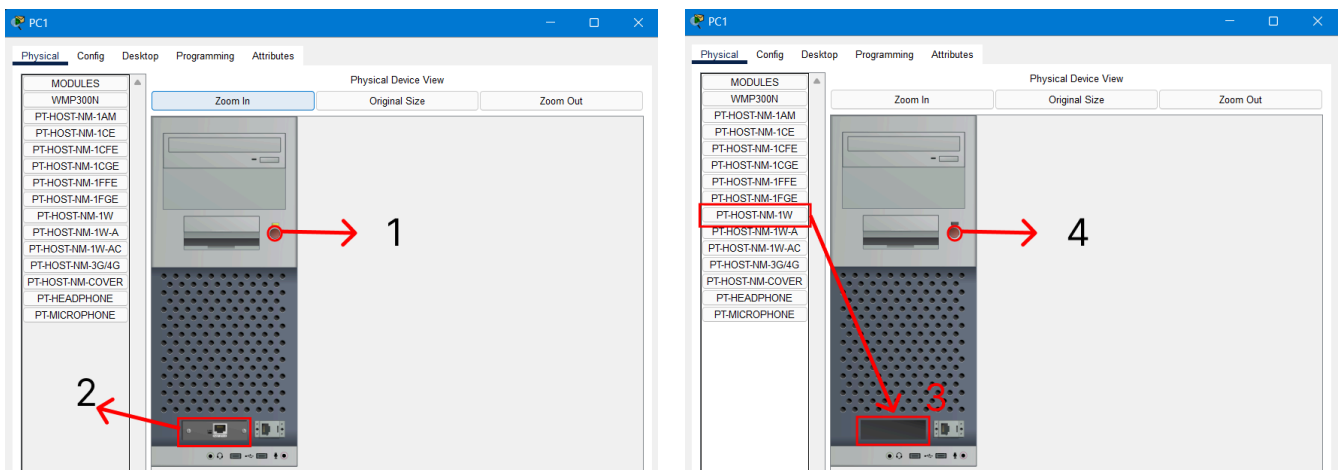 PC1
Physical Config Desktop Programming Attributes
MODULES
WMP300N
PT-HOST-NM-1AM
PT-HOST-NM-1CE
PT-HOST-NM-1CFE
PT-HOST-NM-1CGE
PT-HOST-NM-1FFE
PT-HOST-NM-1FGE
PT-HOST-NM-1W
PT-HOST-NM-1W-A
PT-HOST-NM-1W-AC
PT-HOST-NM-3G/4G
PT-HOST-NM-COVER
PT-HEADPHONE
PT-MICROPHONE
Physical Device View
Zoom In Original Size Zoom Out
1
2
PC1
Physical Config Desktop Programming Attributes
MODULES
WMP300N
PT-HOST-NM-1AM
PT-HOST-NM-1CE
PT-HOST-NM-1CFE
PT-HOST-NM-1CGE
PT-HOST-NM-1FFE
PT-HOST-NM-1FGE
PT-HOST-NM-1W
PT-HOST-NM-1W-A
PT-HOST-NM-1W-AC
PT-HOST-NM-3G/4G
PT-HOST-NM-COVER
PT-HEADPHONE
PT-MICROPHONE
Physical Device View
Zoom In Original Size Zoom Out
4
3